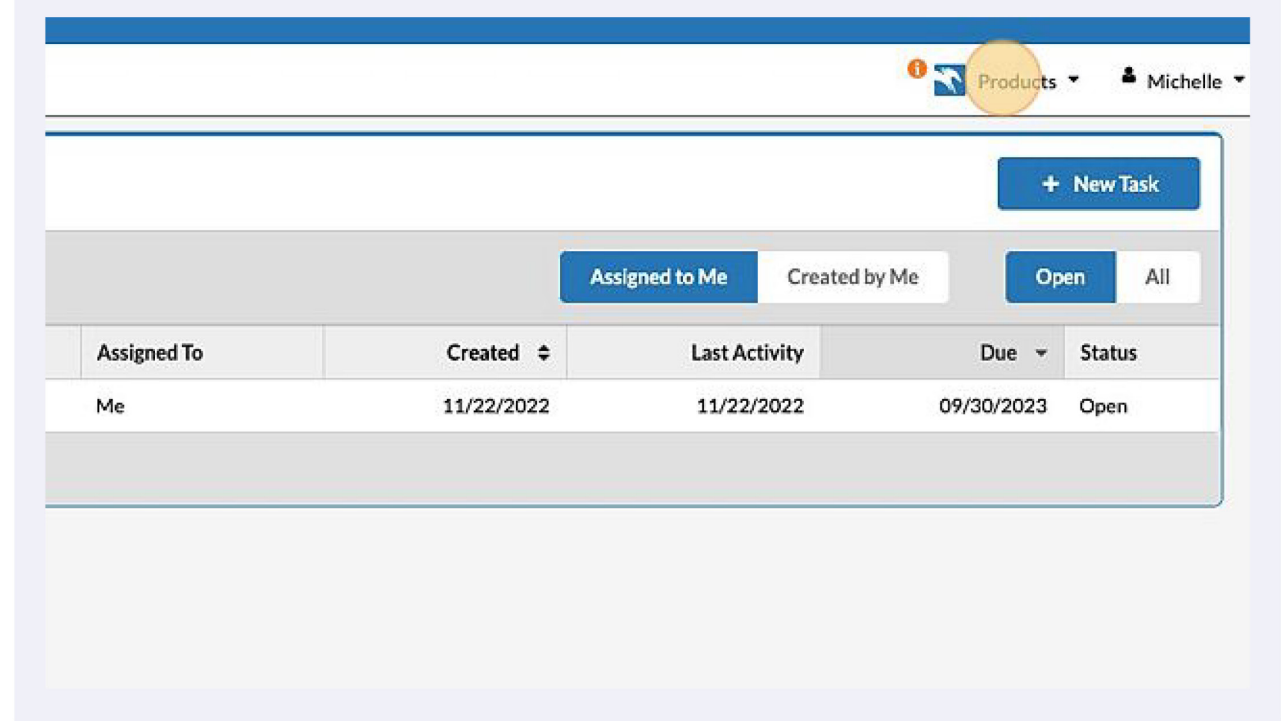 Products Michelle
+ New Task
Assigned to Me Created by Me Open All
Assigned To Created Last Activity Due Status
Me 11/22/2022 11/22/2022 09/30/2023 Open